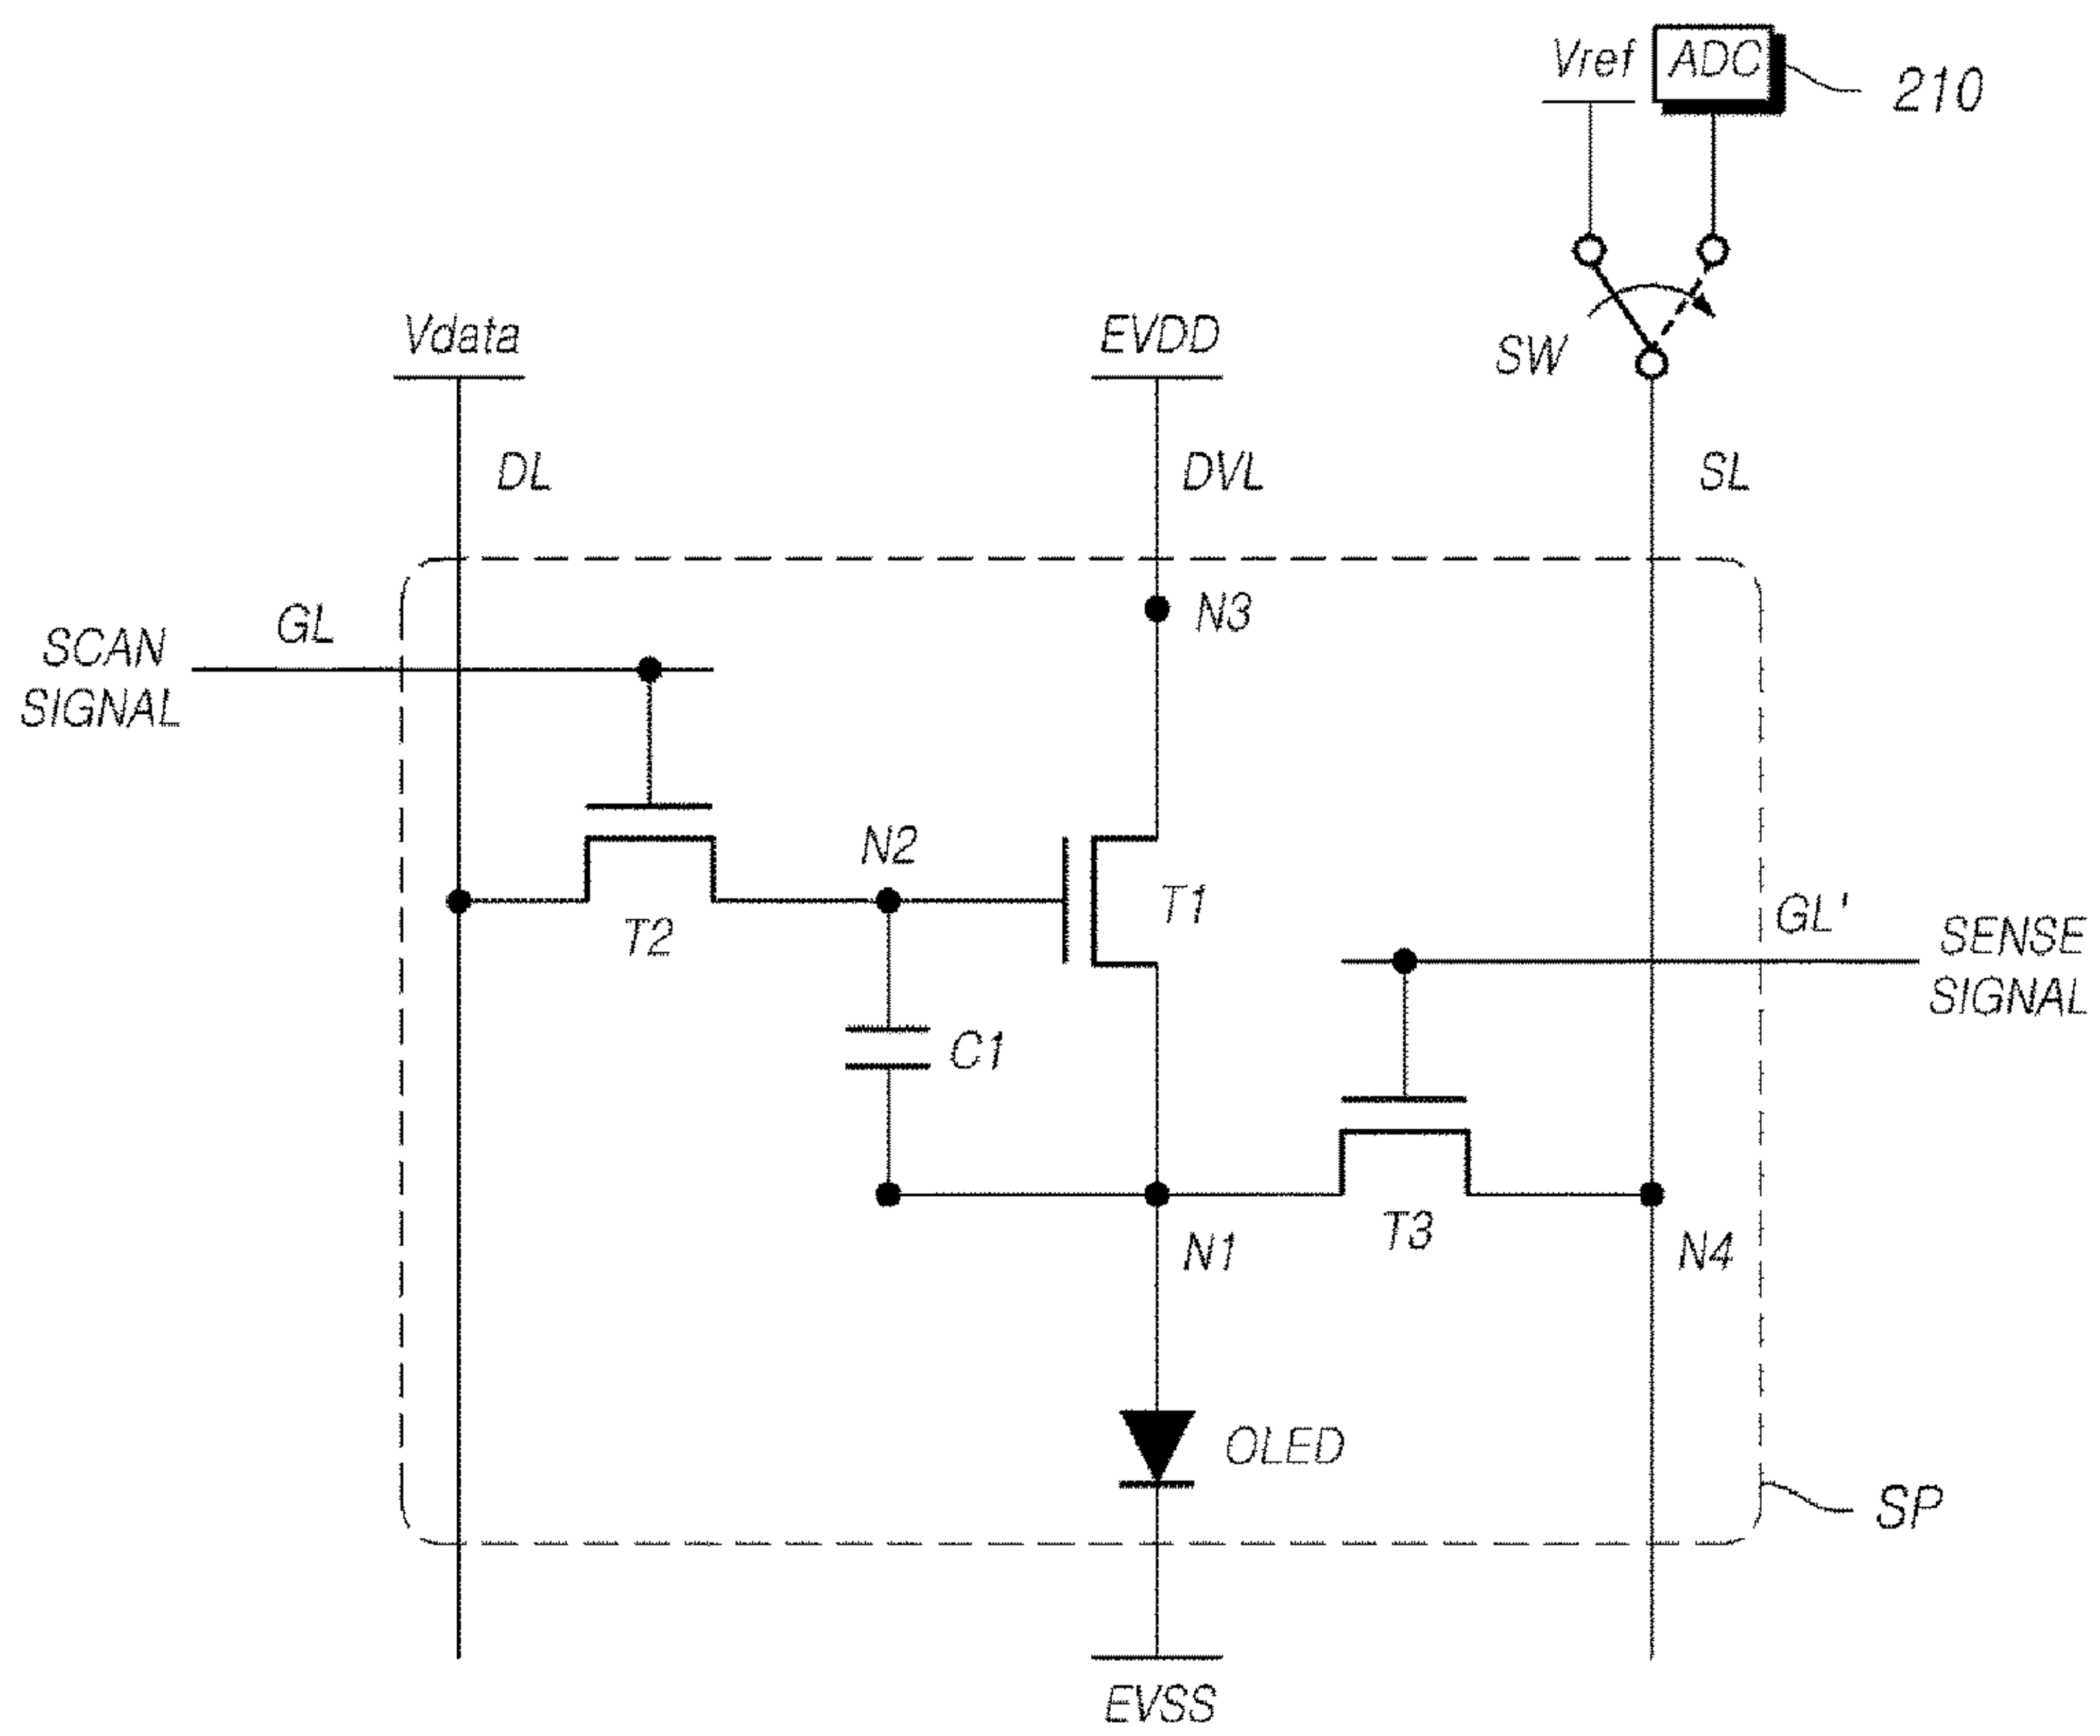 Vref
ADC
210
Vdata
EVDD
SW
DL
DVL
SL
SCAN
SIGNAL
GL
N3
N2
T2
T1
GL'
SENSE
SIGNAL
C1
T3
N1
N4
OLED
SP
EVSS